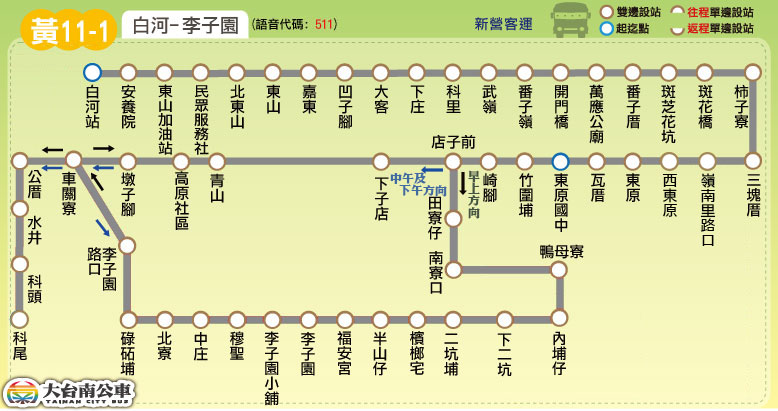 黃11-1
白河-李子園
(語音代碼: 511)
新營客運
雙邊設站
往程單邊設站
起迄點
返程單邊設站
白河站
安養院
東山加油站
民眾服務社
北東山
東山
嘉東
凹子腳
大客
下庄
科里
武嶺
番子嶺
開門橋
萬應公廟
番子厝
斑芝花坑
斑花橋
柿子寮
三塊厝
嶺南里路口
西東原
東原
瓦厝
東原國中
竹圍埔
崎腳
店子前
早上方向
中午及
下午方向
下子店
青山
高原社區
墩子腳
車關寮
公厝
水井
科頭
科尾
田寮仔
南寮口
鴨母寮
內埔仔
下二坑
二坑埔
檳榔宅
半山仔
福安宮
李子園
李子園小舖
穆聖
中庄
北寮
碌砧埔
李子園
路口
大台南公車
TAINAN CITY BUS